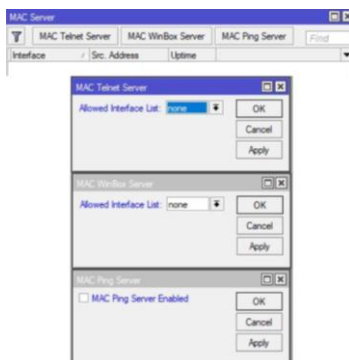 MAC Server
MAC Telnet Server MAC WinBox Server MAC Ping Server Find
Interface Src. Address Uptime
MAC Telnet Server
Allowed Interface List: none OK
Cancel
Apply
MAC WinBox Server
Allowed Interface List: none OK
Cancel
Apply
MAC Ping Server
MAC Ping Server Enabled OK
Cancel
Apply